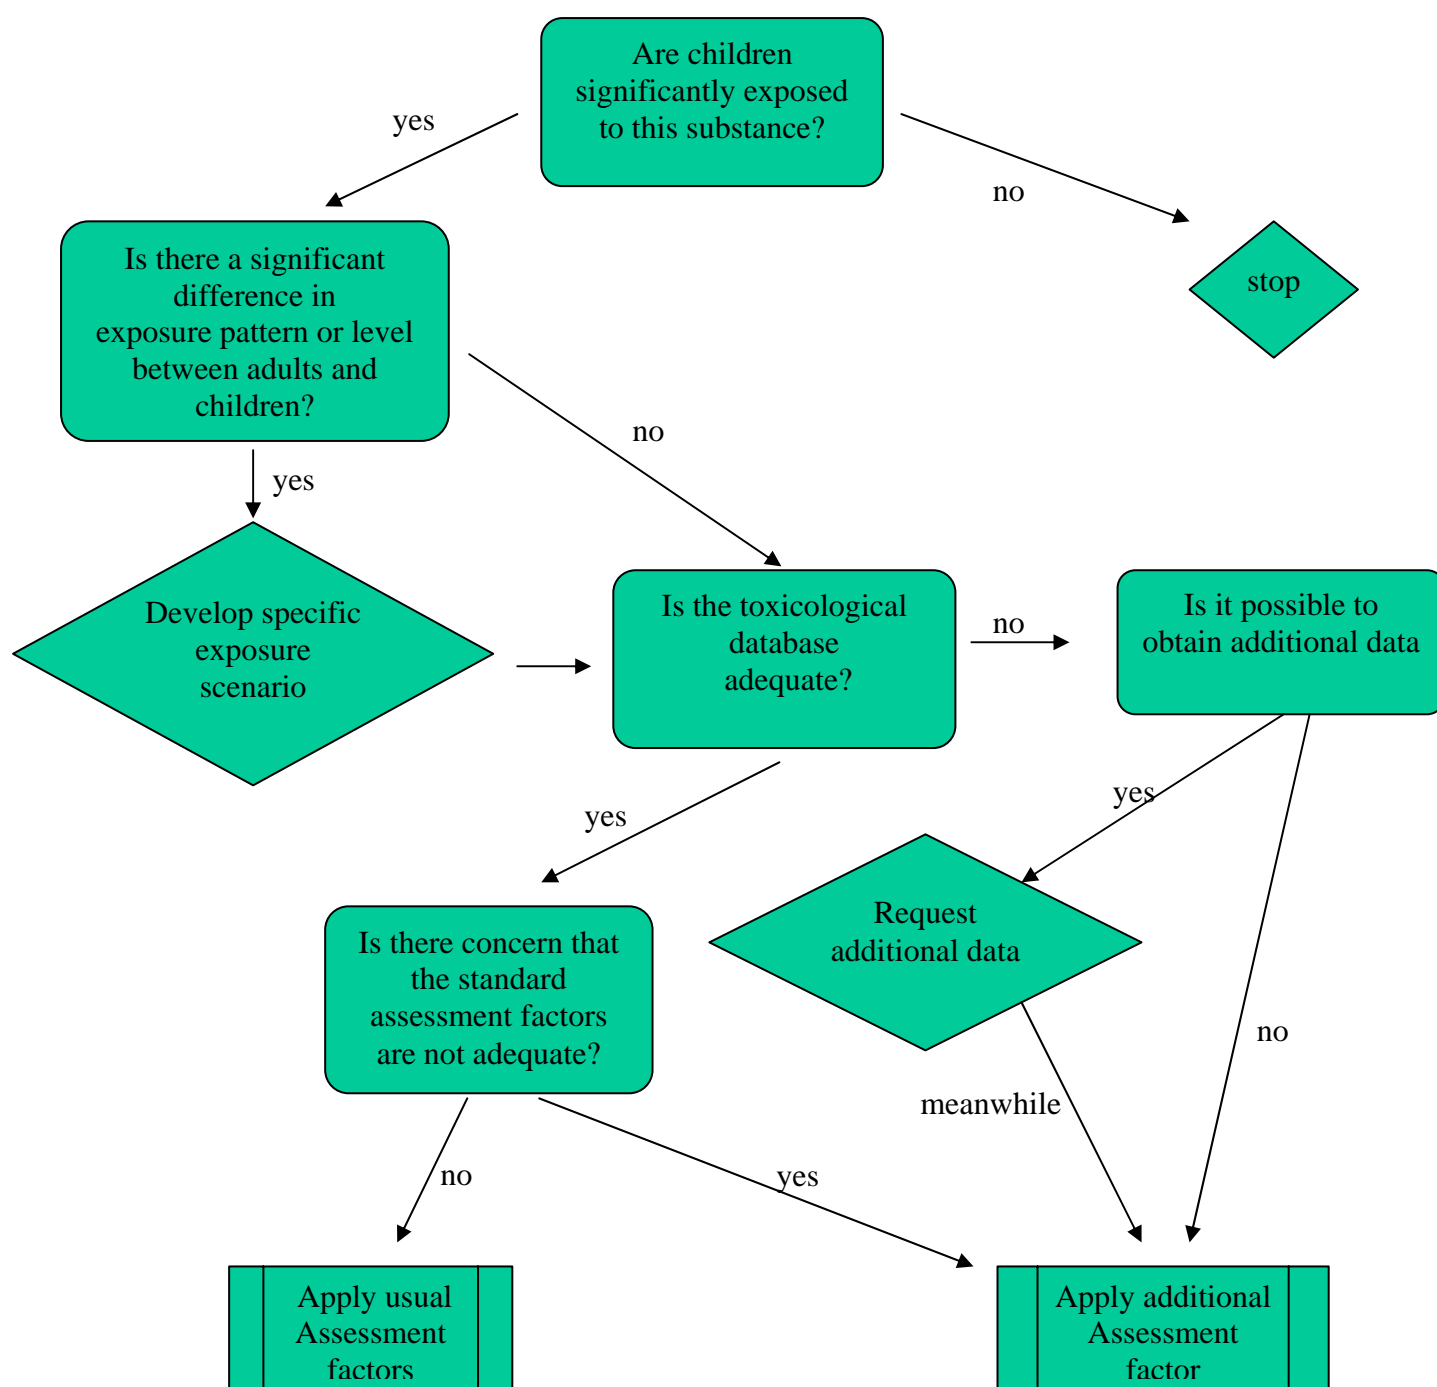 Are children
significantly exposed
to this substance?
yes
no
Is there a significant
difference in
exposure pattern or level
between adults and
children?
stop
no
yes
Develop specific
exposure
scenario
Is the toxicological
database
adequate?
no
Is it possible to
obtain additional data
yes
yes
Request
additional data
Is there concern that
the standard
assessment factors
are not adequate?
no
meanwhile
no
yes
Apply usual
Assessment
factors
Apply additional
Assessment
factor